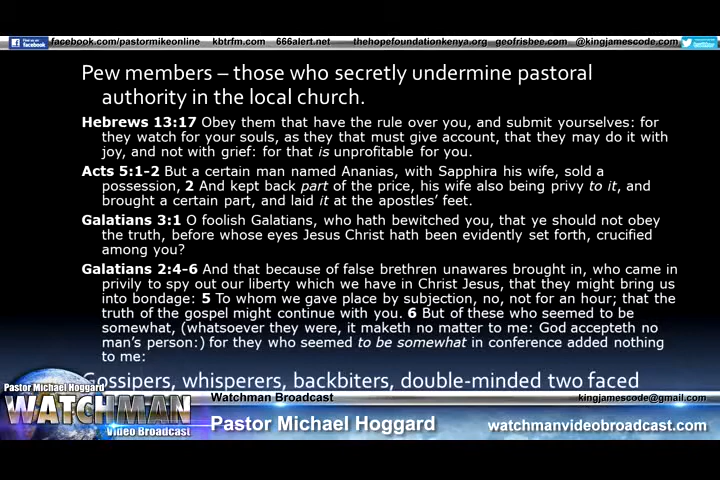 Find us on facebook facebook.com/pastormikeonline kbtrfm.com 666alert.net thehopefoundationkenya.org geofrisbee.com @kingjamescode.com twitter
Pew members – those who secretly undermine pastoral
authority in the local church.
Hebrews 13:17 Obey them that have the rule over you, and submit yourselves: for
they watch for your souls, as they that must give account, that they may do it with
joy, and not with grief: for that is unprofitable for you.
Acts 5:1-2 But a certain man named Ananias, with Sapphira his wife, sold a
possession, 2 And kept back part of the price, his wife also being privy to it, and
brought a certain part, and laid it at the apostles’ feet.
Galatians 3:1 O foolish Galatians, who hath bewitched you, that ye should not obey
the truth, before whose eyes Jesus Christ hath been evidently set forth, crucified
among you?
Galatians 2:4-6 And that because of false brethren unawares brought in, who came in
privily to spy out our liberty which we have in Christ Jesus, that they might bring us
into bondage: 5 To whom we gave place by subjection, no, not for an hour; that the
truth of the gospel might continue with you. 6 But of these who seemed to be
somewhat, (whatsoever they were, it maketh no matter to me: God accepteth no
man’s person:) for they who seemed to be somewhat in conference added nothing
to me:
Gossipers, whisperers, backbiters, double-minded two faced
Pastor Michael Hoggard
WATCHMAN
Video Broadcast
Watchman Broadcast kingjamescode@gmail.com
Pastor Michael Hoggard watchmanvideobroadcast.com